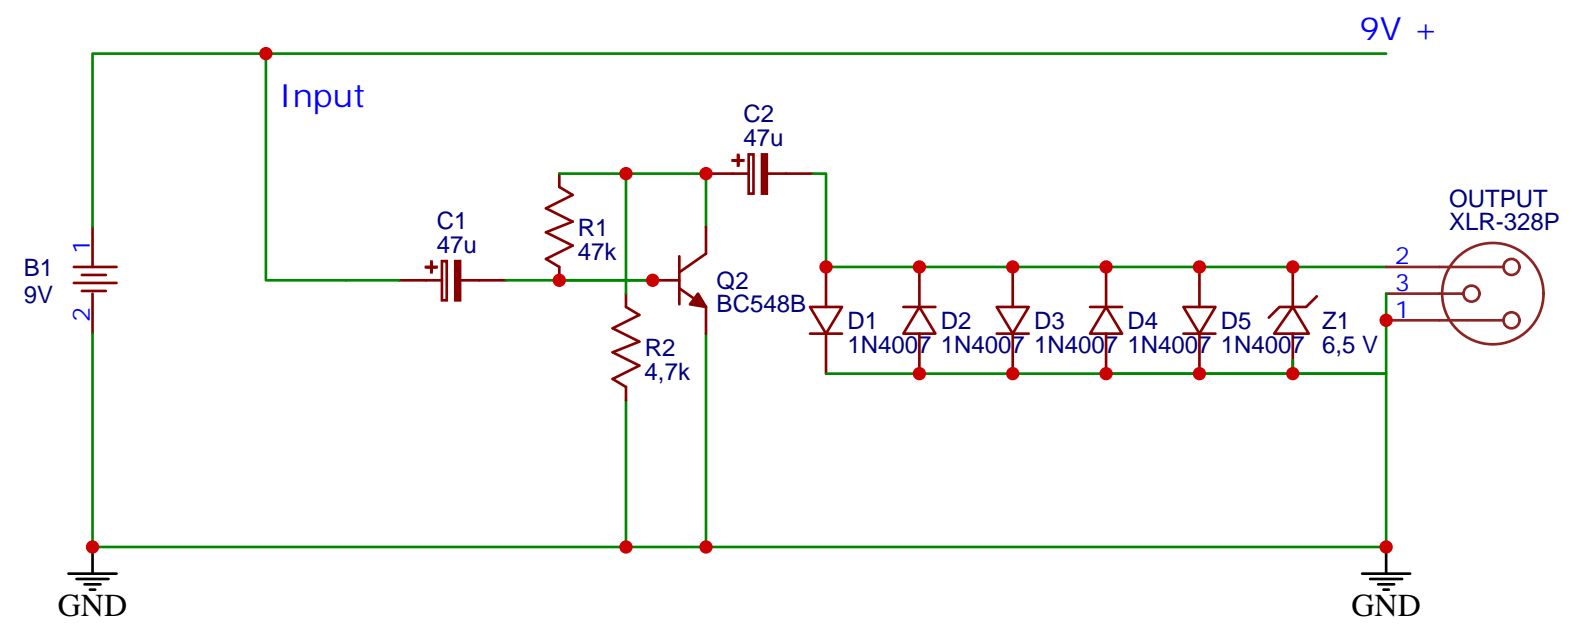 9V +
Input
C2
47u
OUTPUT
XLR-328P
C1
47u
R1
47k
1
B1
9V
2
Q2
BC548B
2
3
1
D1
1N4007
D2
1N4007
D3
1N4007
D4
1N4007
D5
1N4007
Z1
6,5 V
R2
4,7k
GND
GND